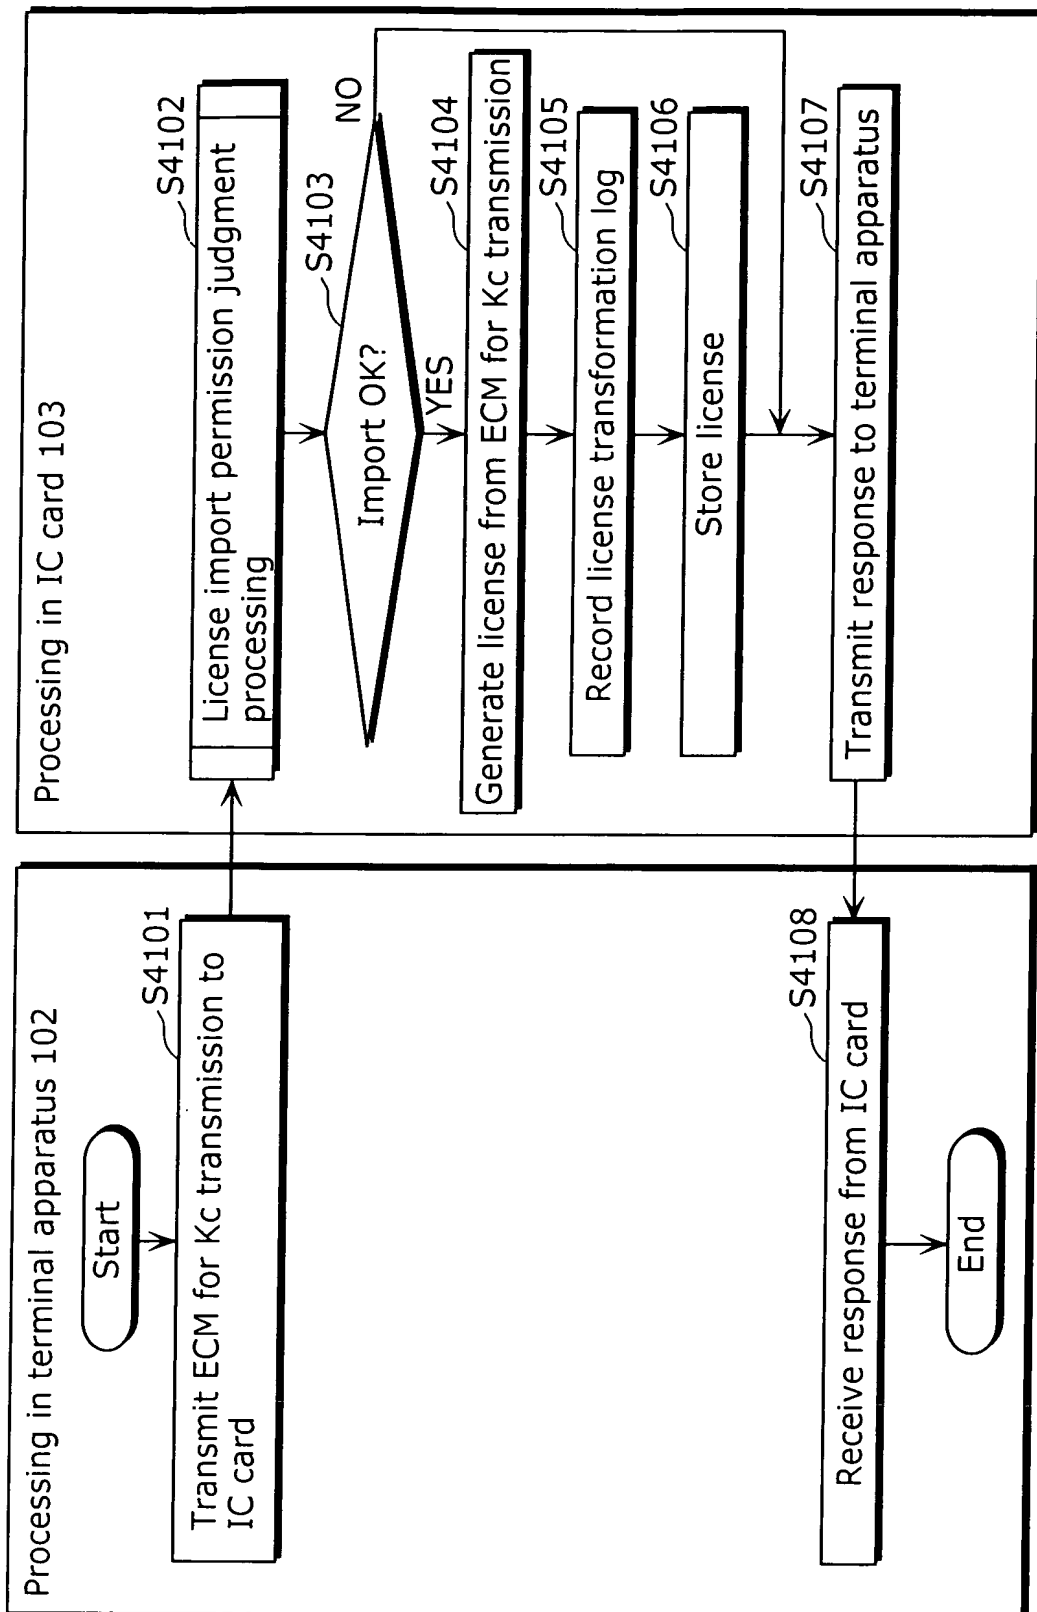 Processing in terminal apparatus 102
Start
S4101
Transmit ECM for Kc transmission to
IC card
S4108
Receive response from IC card
End
Processing in IC card 103
S4102
License import permission judgment
processing
S4103
Import OK?
NO
YES
S4104
Generate license from ECM for Kc transmission
S4105
Record license transformation log
S4106
Store license
S4107
Transmit response to terminal apparatus